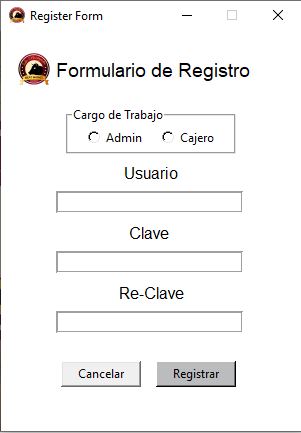 Register Form
Formulario de Registro
Cargo de Trabajo
Admin Cajero
Usuario
Clave
Re-Clave
Cancelar Registrar